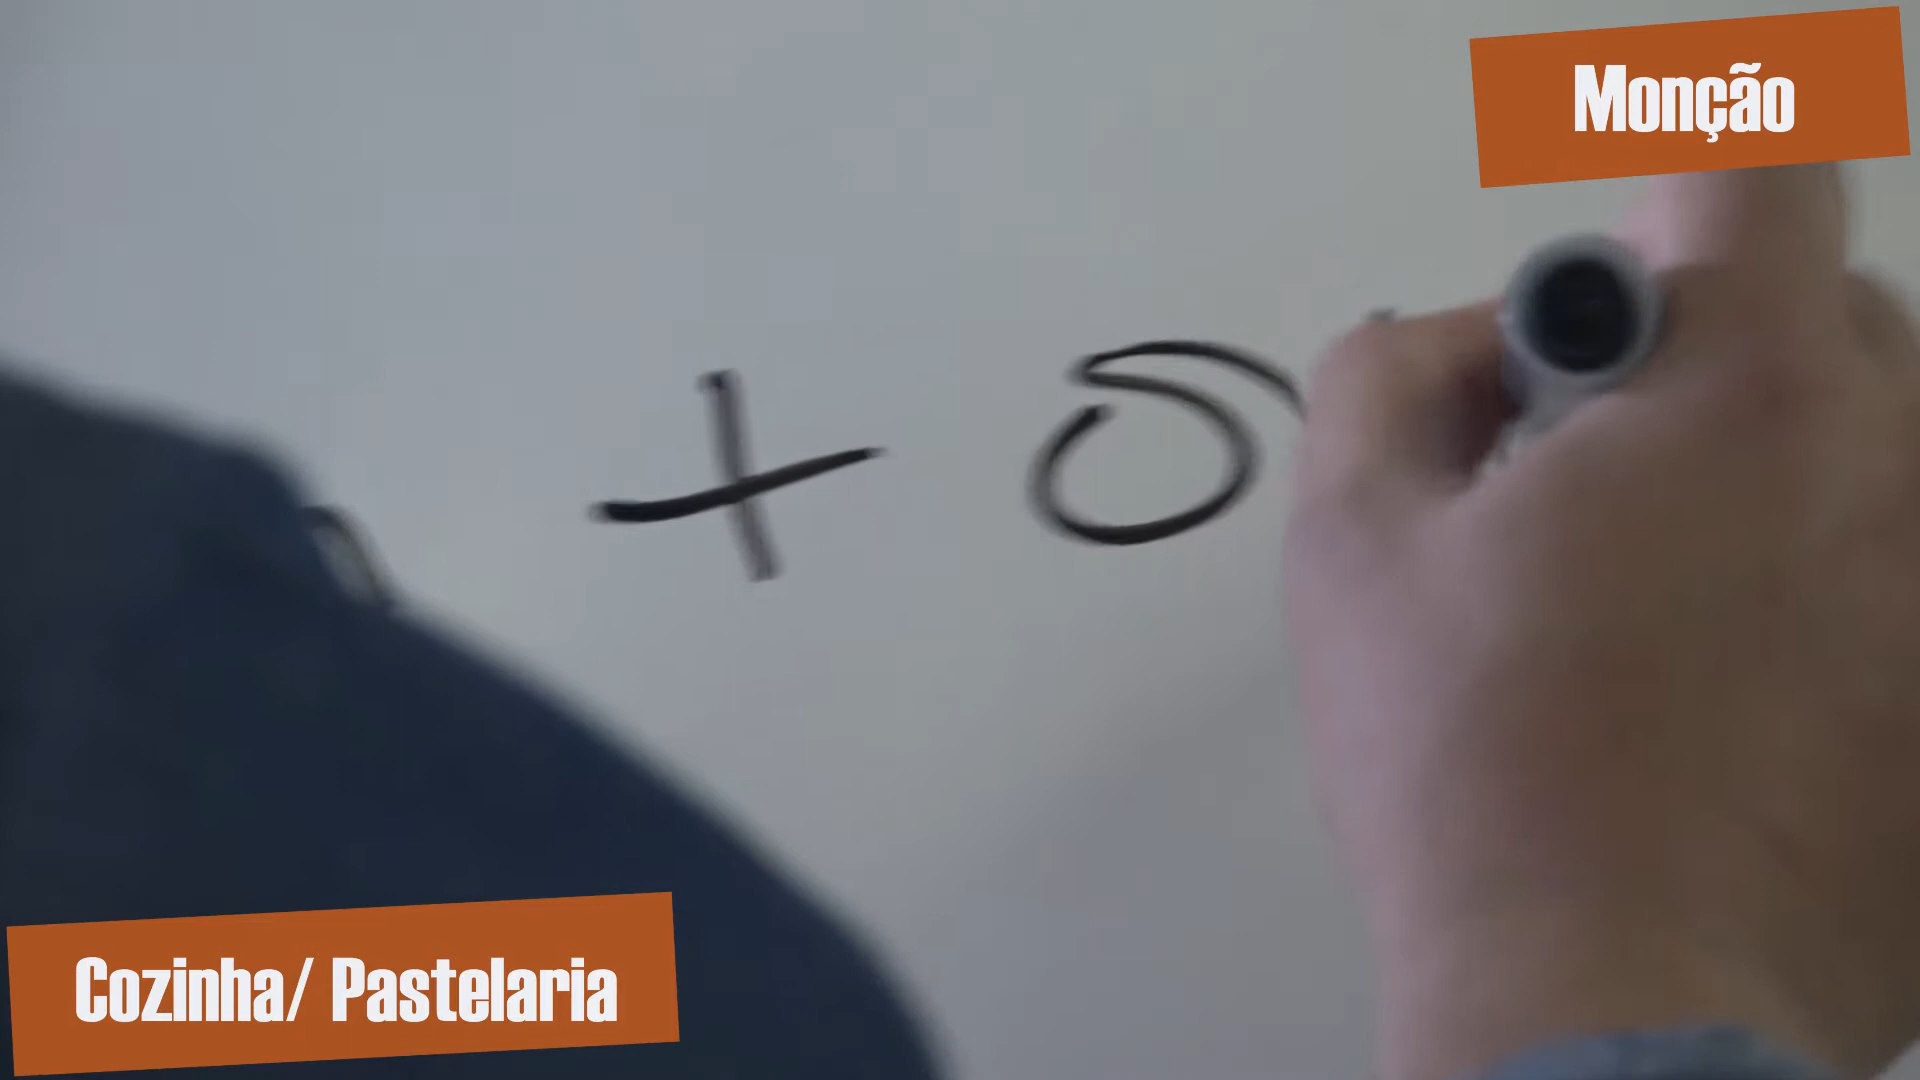 Monção
+ σ
Cozinha/ Pastelaria